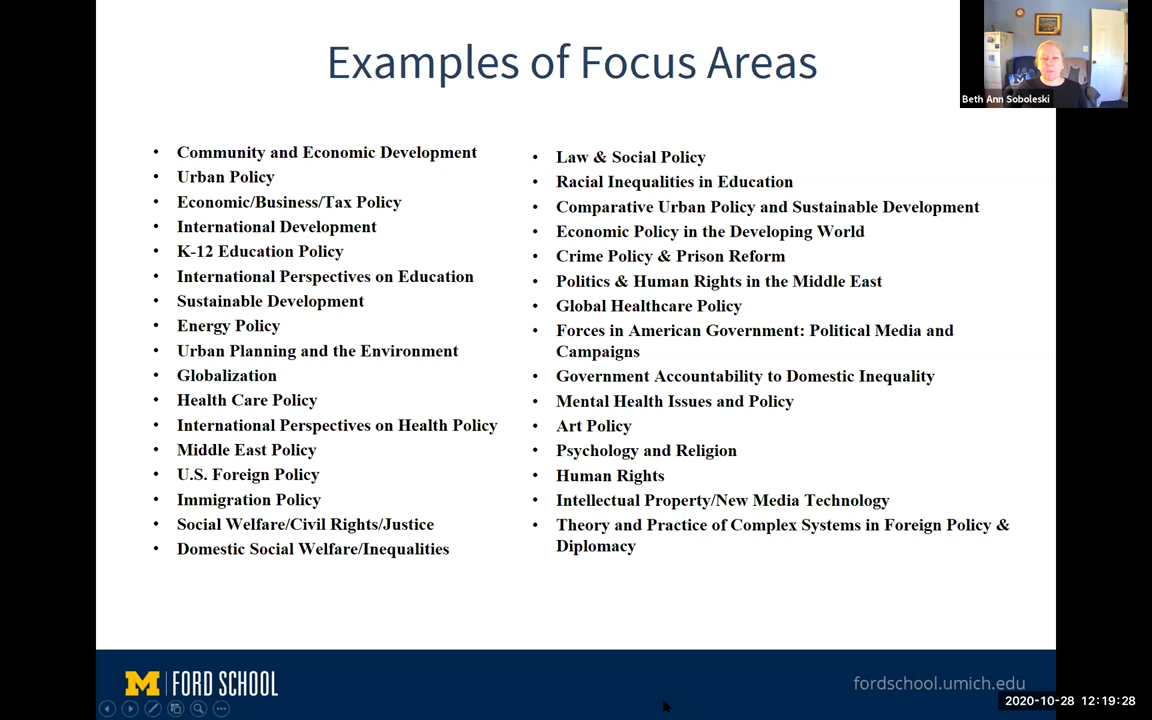 Examples of Focus Areas
Beth Ann Soboleski
• Community and Economic Development
• Urban Policy
• Economic/Business/Tax Policy
• International Development
• K-12 Education Policy
• International Perspectives on Education
• Sustainable Development
• Energy Policy
• Urban Planning and the Environment
• Globalization
• Health Care Policy
• International Perspectives on Health Policy
• Middle East Policy
• U.S. Foreign Policy
• Immigration Policy
• Social Welfare/Civil Rights/Justice
• Domestic Social Welfare/Inequalities
• Law & Social Policy
• Racial Inequalities in Education
• Comparative Urban Policy and Sustainable Development
• Economic Policy in the Developing World
• Crime Policy & Prison Reform
• Politics & Human Rights in the Middle East
• Global Healthcare Policy
• Forces in American Government: Political Media and
Campaigns
• Government Accountability to Domestic Inequality
• Mental Health Issues and Policy
• Art Policy
• Psychology and Religion
• Human Rights
• Intellectual Property/New Media Technology
• Theory and Practice of Complex Systems in Foreign Policy &
Diplomacy
M | FORD SCHOOL
fordschool.umich.edu
2020-10-28 12:19:28